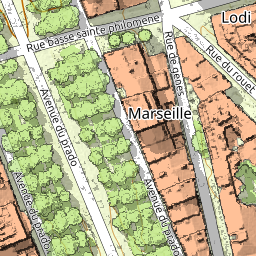 Lodi
Rue basse sainte philomene
Rue de genes
Rue du rouet
Marseille
Avenue du prado
Avenue du prado
Avenue du prado